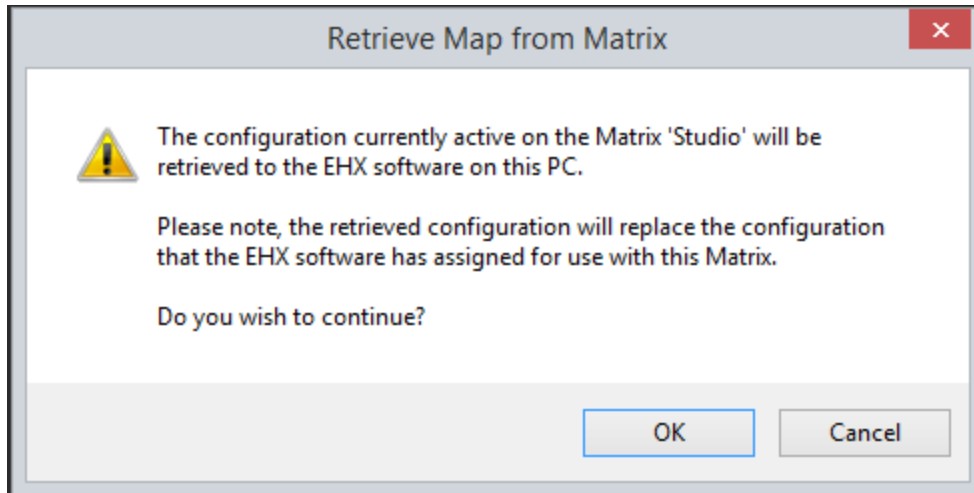 Retrieve Map from Matrix
The configuration currently active on the Matrix 'Studio' will be
retrieved to the EHX software on this PC.
Please note, the retrieved configuration will replace the configuration
that the EHX software has assigned for use with this Matrix.
Do you wish to continue?
OK
Cancel